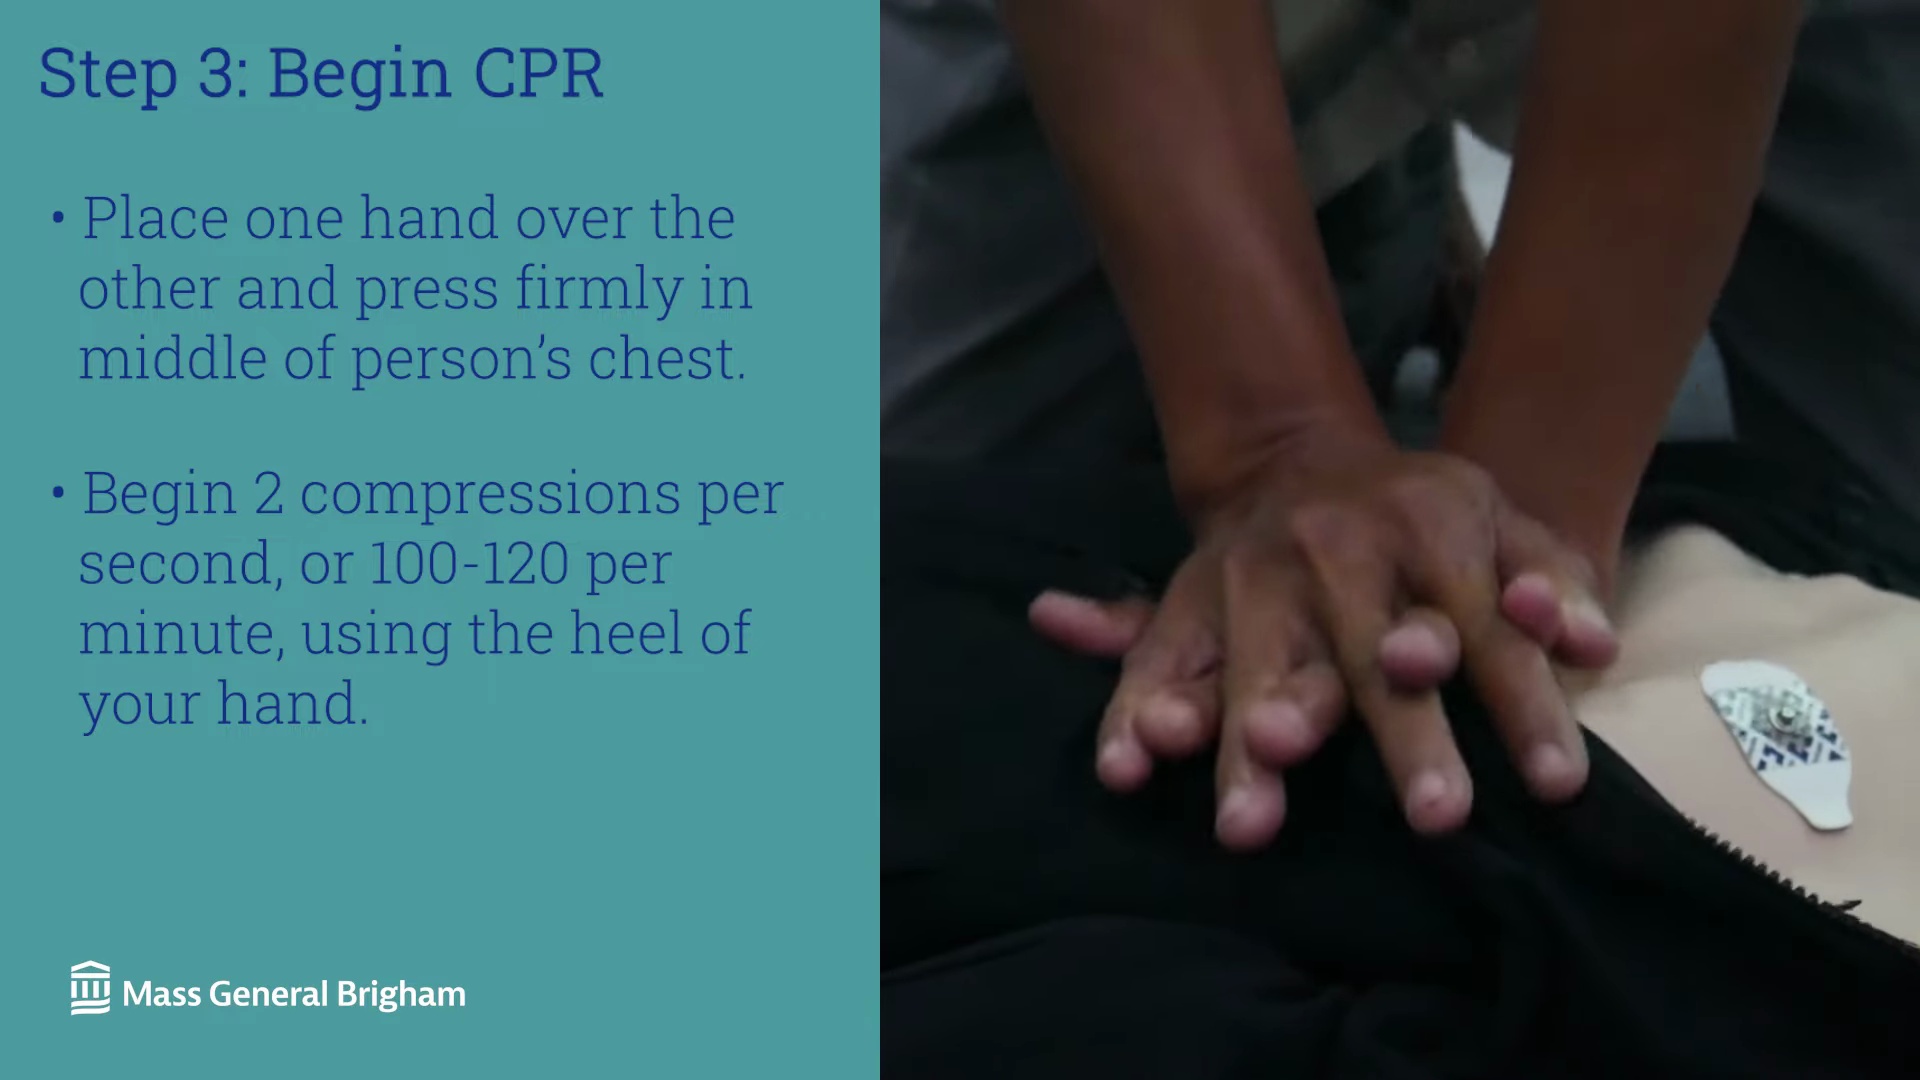 Step 3: Begin CPR
• Place one hand over the
other and press firmly in
middle of person’s chest.
• Begin 2 compressions per
second, or 100-120 per
minute, using the heel of
your hand.
Mass General Brigham